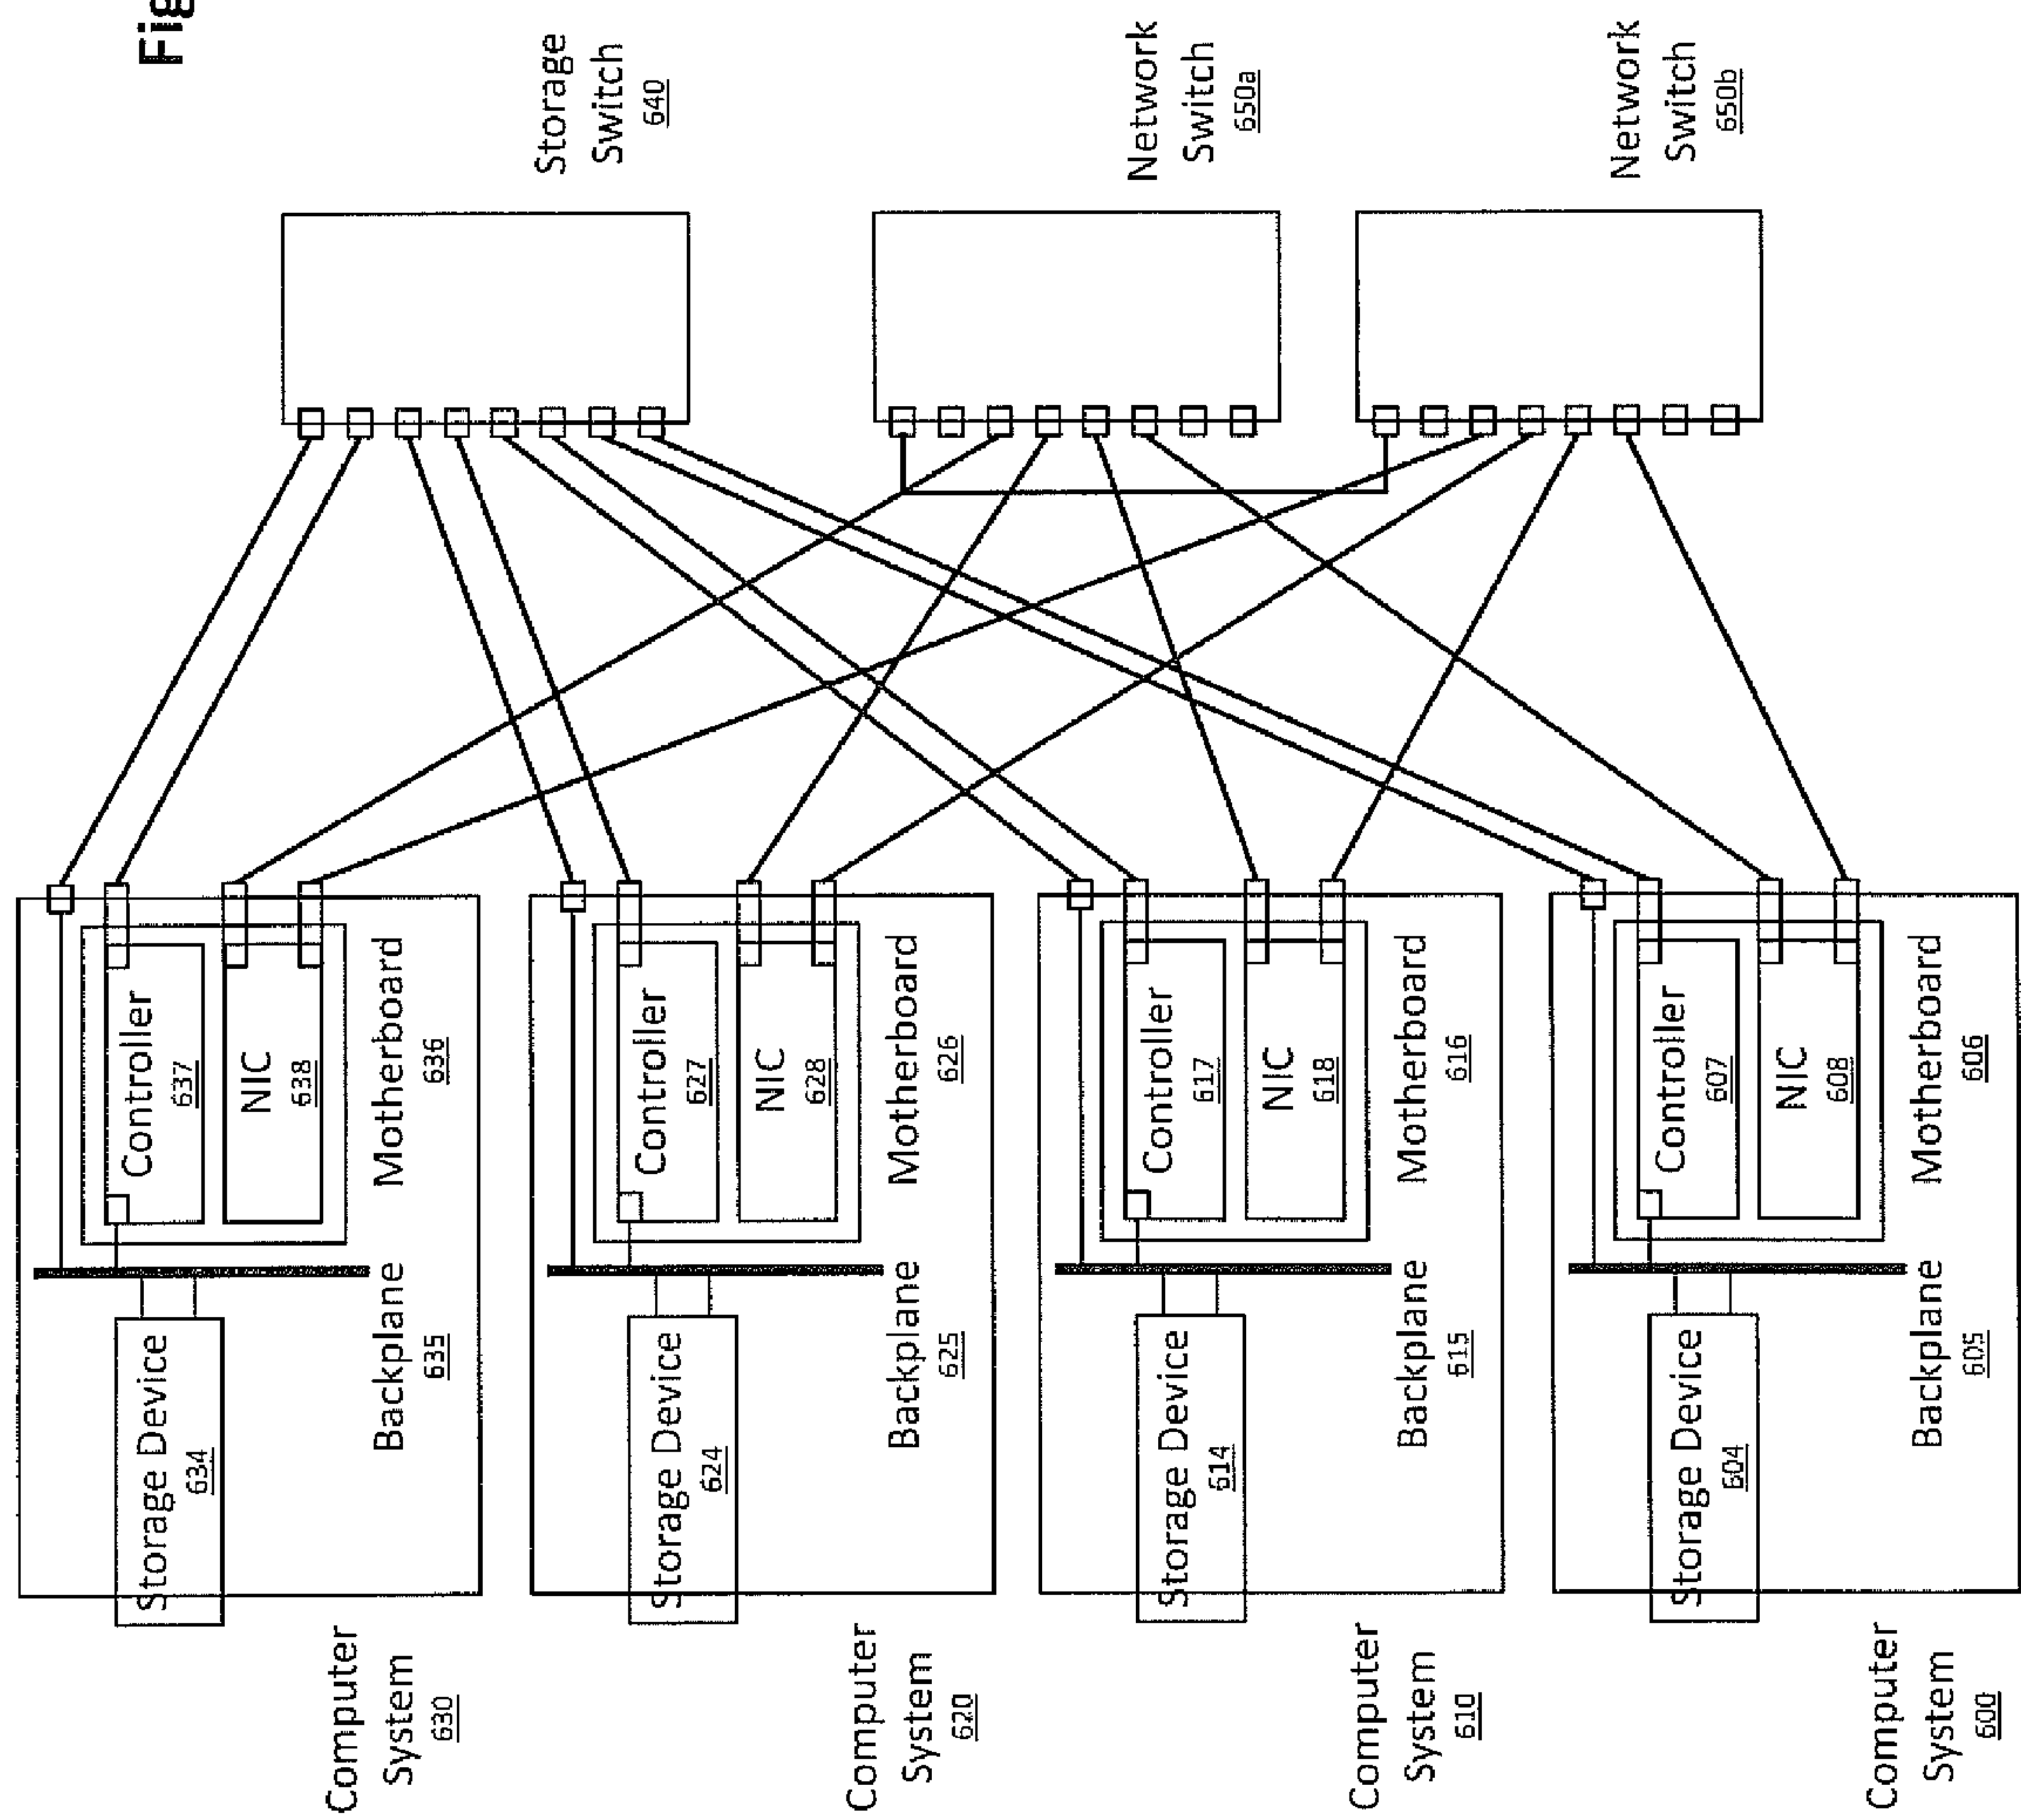 Fig
Storage Device
634
Controller
637
NIC
638
Backplane
635
Motherboard
636
Computer
System
630
Storage
Switch
640
Storage Device
624
Controller
627
NIC
628
Backplane
625
Motherboard
626
Computer
System
620
Network
Switch
650a
Storage Device
614
Controller
617
NIC
618
Backplane
615
Motherboard
616
Computer
System
610
Network
Switch
650b
Storage Device
604
Controller
607
NIC
608
Backplane
605
Motherboard
606
Computer
System
600